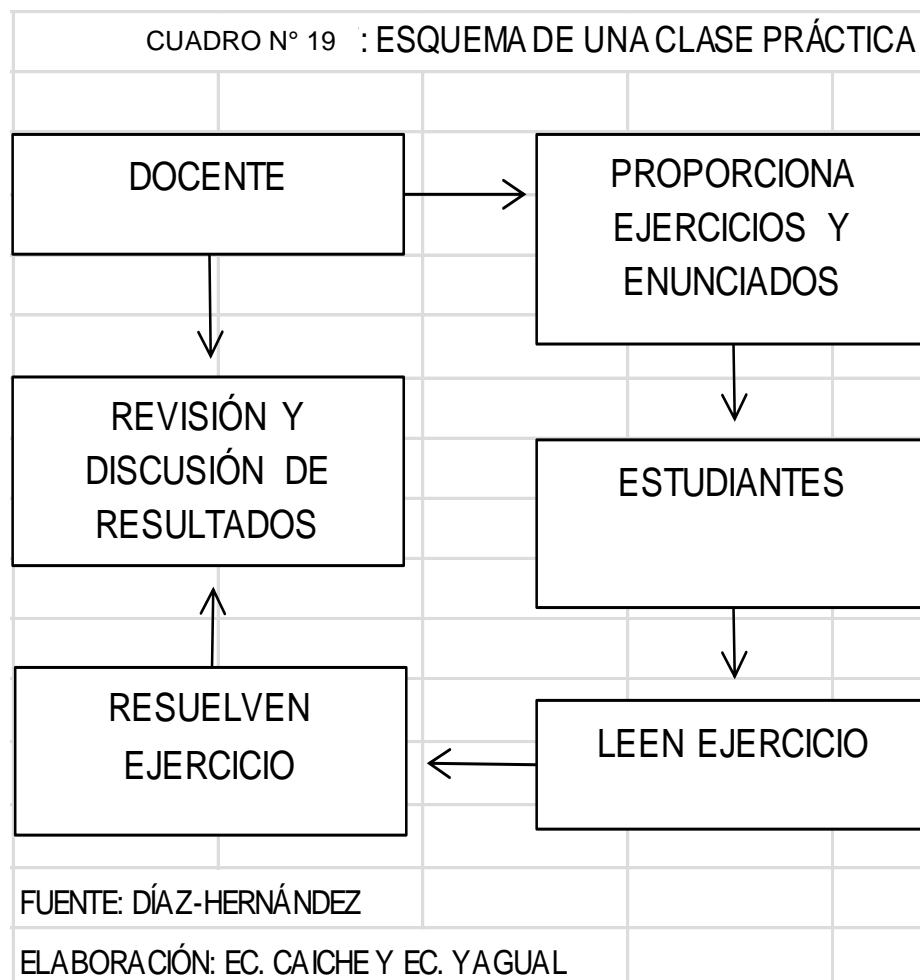 CUADRO N° 19 : ESQUEMA DE UNA CLASE PRÁCTICA
DOCENTE
PROPORCIONA
EJERCICIOS Y
ENUNCIADOS
REVISIÓN Y
DISCUSIÓN DE
RESULTADOS
ESTUDIANTES
RESUELVEN
EJERCICIO
LEEN EJERCICIO
FUENTE: DÍAZ-HERNÁNDEZ
ELABORACIÓN: EC. CAICHE Y EC. YAGUAL